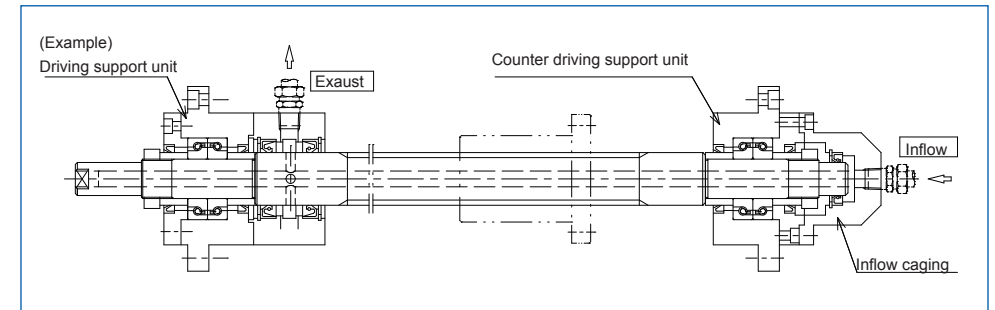 (Example)
Driving support unit
Exaust
Counter driving support unit
Inflow
Inflow caging